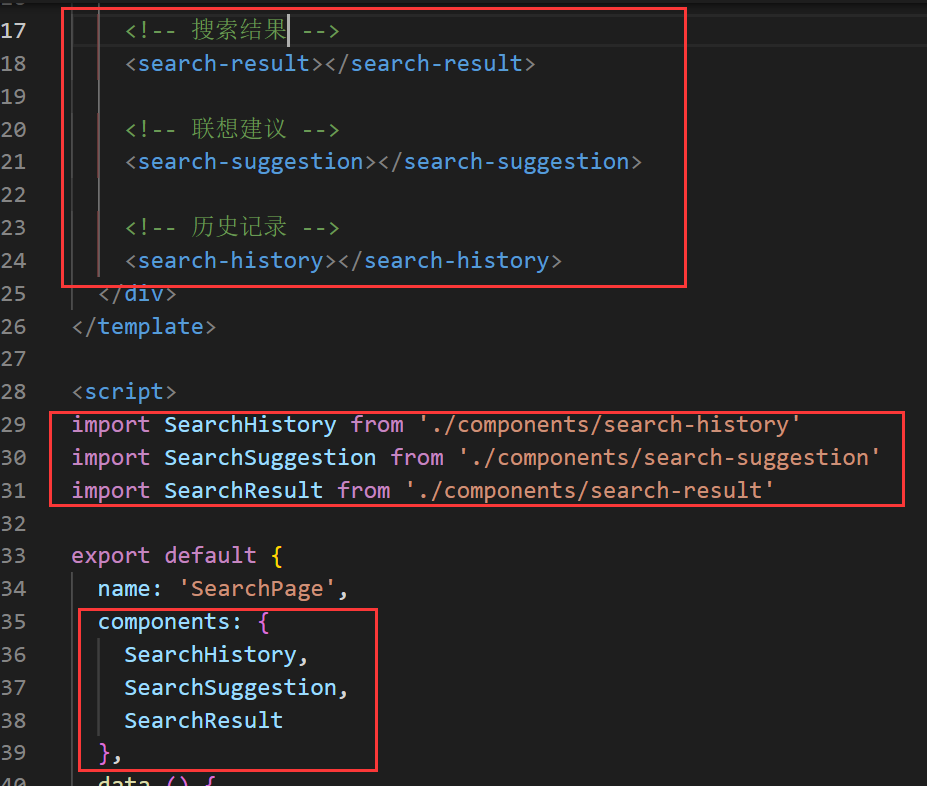 17 <!-- 搜索结果 -->
18 <search-result></search-result>
19
20 <!-- 联想建议 -->
21 <search-suggestion></search-suggestion>
22
23 <!-- 历史记录 -->
24 <search-history></search-history>
25 </div>
26 </template>
27
28 <script>
29 import SearchHistory from './components/search-history'
30 import SearchSuggestion from './components/search-suggestion'
31 import SearchResult from './components/search-result'
32
33 export default {
34 name: 'SearchPage',
35 components: {
36 SearchHistory,
37 SearchSuggestion,
38 SearchResult
39 },
40 data () {